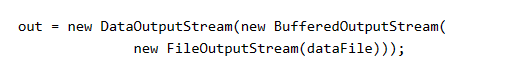 out = new DataOutputStream(new BufferedOutputStream(
new FileOutputStream(dataFile)));